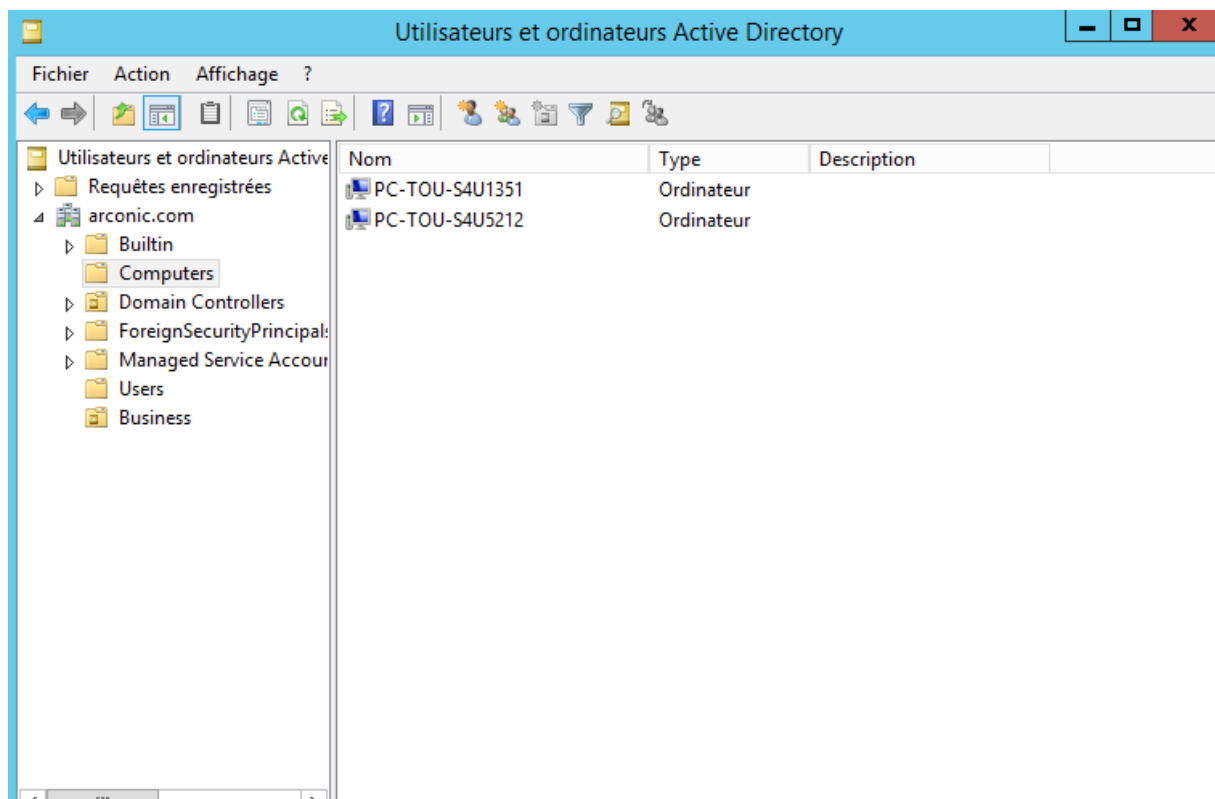 Utilisateurs et ordinateurs Active Directory
Fichier Action Affichage ?
Utilisateurs et ordinateurs Active
Requêtes enregistrées
arconic.com
Builtin
Computers
Domain Controllers
ForeignSecurityPrincipals
Managed Service Accour
Users
Business
Nom Type Description
PC-TOU-S4U1351 Ordinateur
PC-TOU-S4U5212 Ordinateur